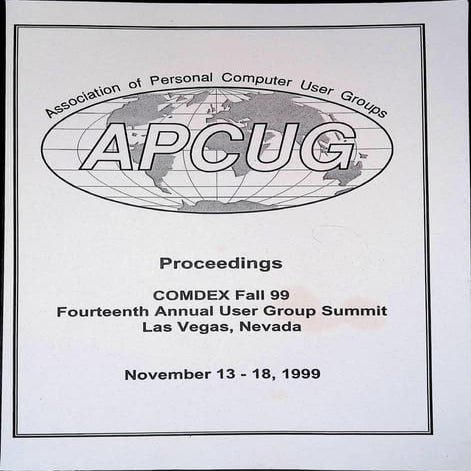 Association of Personal Computer User Groups
APCUG
Proceedings
COMDEX Fall 99
Fourteenth Annual User Group Summit
Las Vegas, Nevada
November 13 - 18, 1999